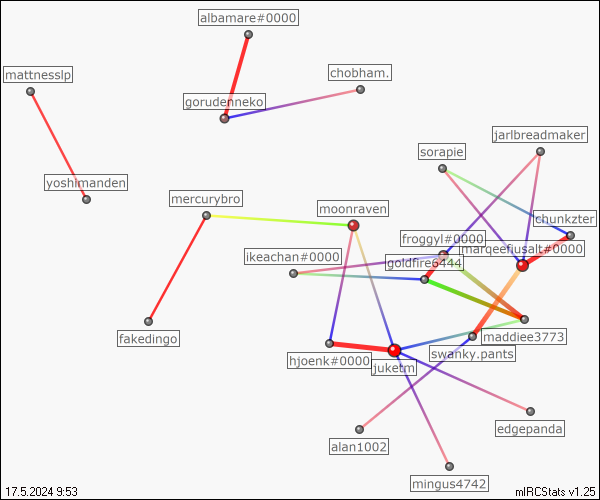 albamare#0000
mattnesslp
chobham.
gorudenneko
jarlbreadmaker
sorapie
yoshimanden
mercurybro
moonraven
chunkzter
froggyl#0000
marqeefiusalt#0000
ikeachan#0000
goldfire6444
fakedingo
maddiee3773
swanky.pants
hjoenk#0000
juketm
edgepanda
alan1002
mingus4742
17.5.2024 9:53
mIRCStats v1.25